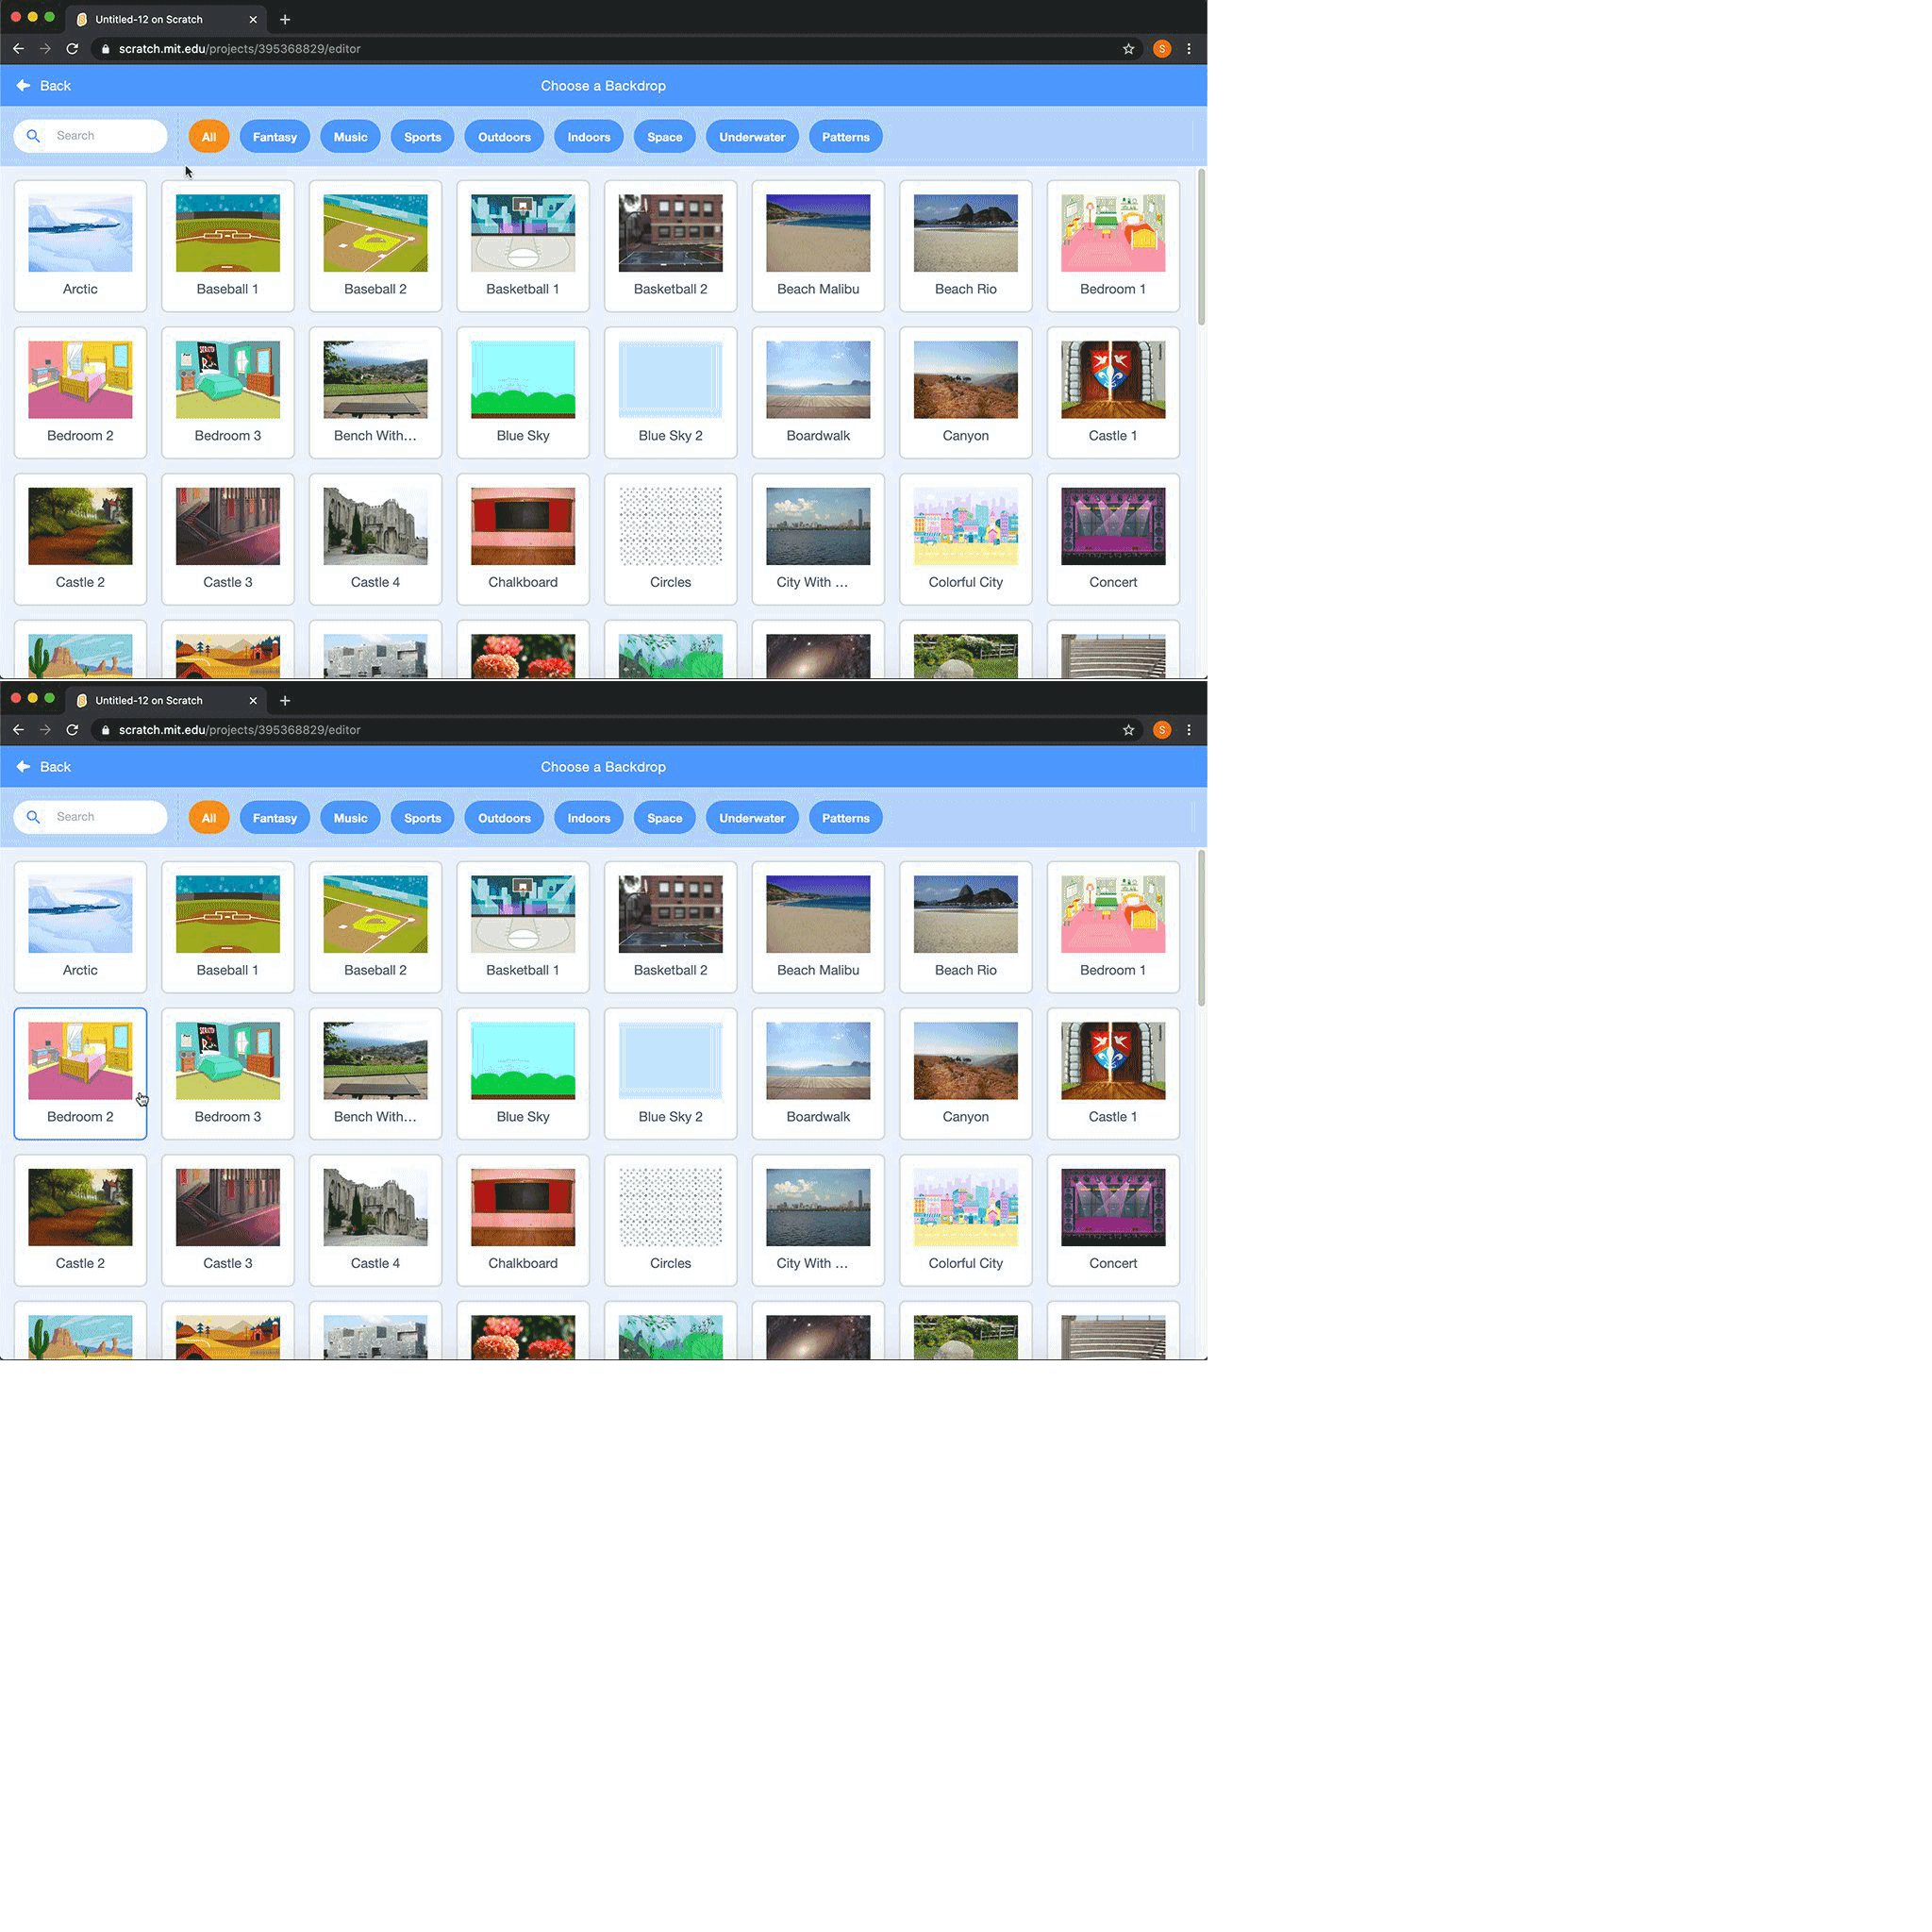 Untitled-12 on Scratch
scratch.mit.edu/projects/395368829/editor
S
Back
Choose a Backdrop
Search
All
Fantasy
Music
Sports
Outdoors
Indoors
Space
Underwater
Patterns
Arctic
Baseball 1
Baseball 2
Basketball 1
Basketball 2
Beach Malibu
Beach Rio
Bedroom 1
Bedroom 2
Bedroom 3
Bench With...
Blue Sky
Blue Sky 2
Boardwalk
Canyon
Castle 1
Castle 2
Castle 3
Castle 4
Chalkboard
Circles
City With ...
Colorful City
Concert
Untitled-12 on Scratch
scratch.mit.edu/projects/395368829/editor
S
Back
Choose a Backdrop
Search
All
Fantasy
Music
Sports
Outdoors
Indoors
Space
Underwater
Patterns
Arctic
Baseball 1
Baseball 2
Basketball 1
Basketball 2
Beach Malibu
Beach Rio
Bedroom 1
Bedroom 2
Bedroom 3
Bench With...
Blue Sky
Blue Sky 2
Boardwalk
Canyon
Castle 1
Castle 2
Castle 3
Castle 4
Chalkboard
Circles
City With ...
Colorful City
Concert